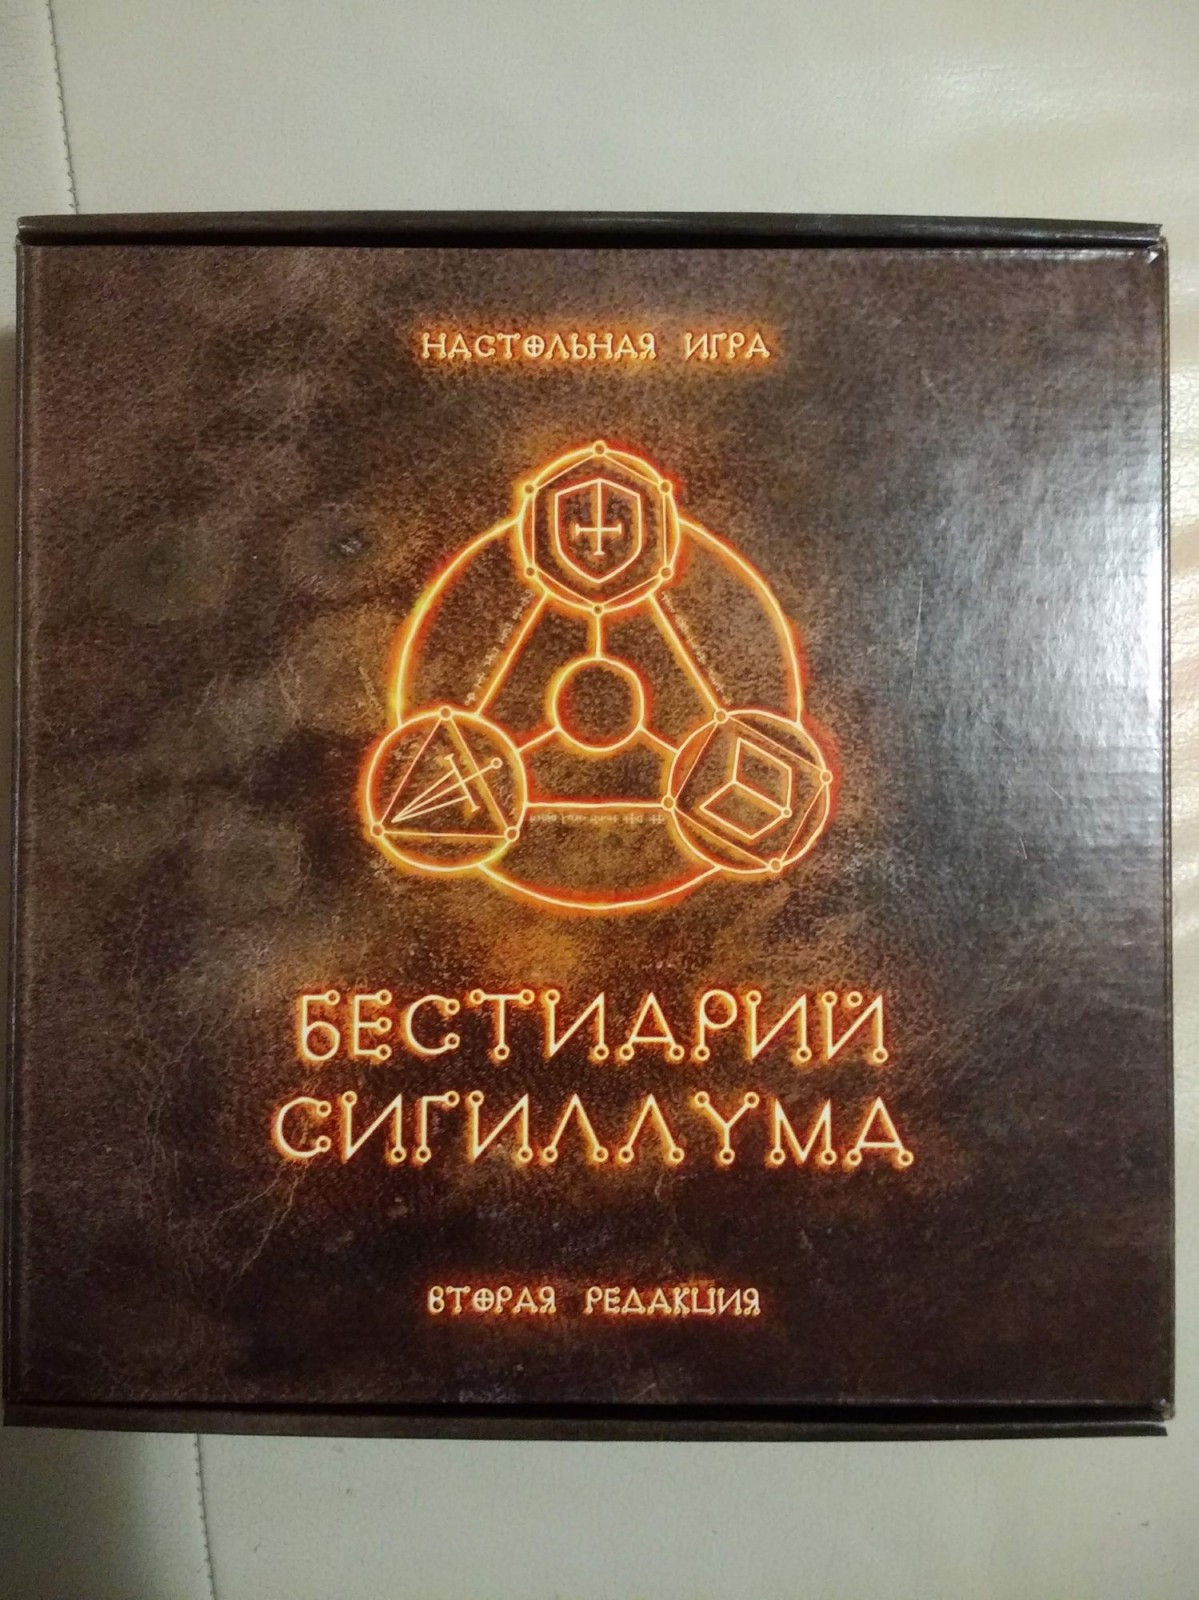 НАСТОЛЬНАЯ ИГРА
БЕСТИАРИЙ
СИГИЛЛУМА
ВТОРАЯ РЕДАКЦИЯ